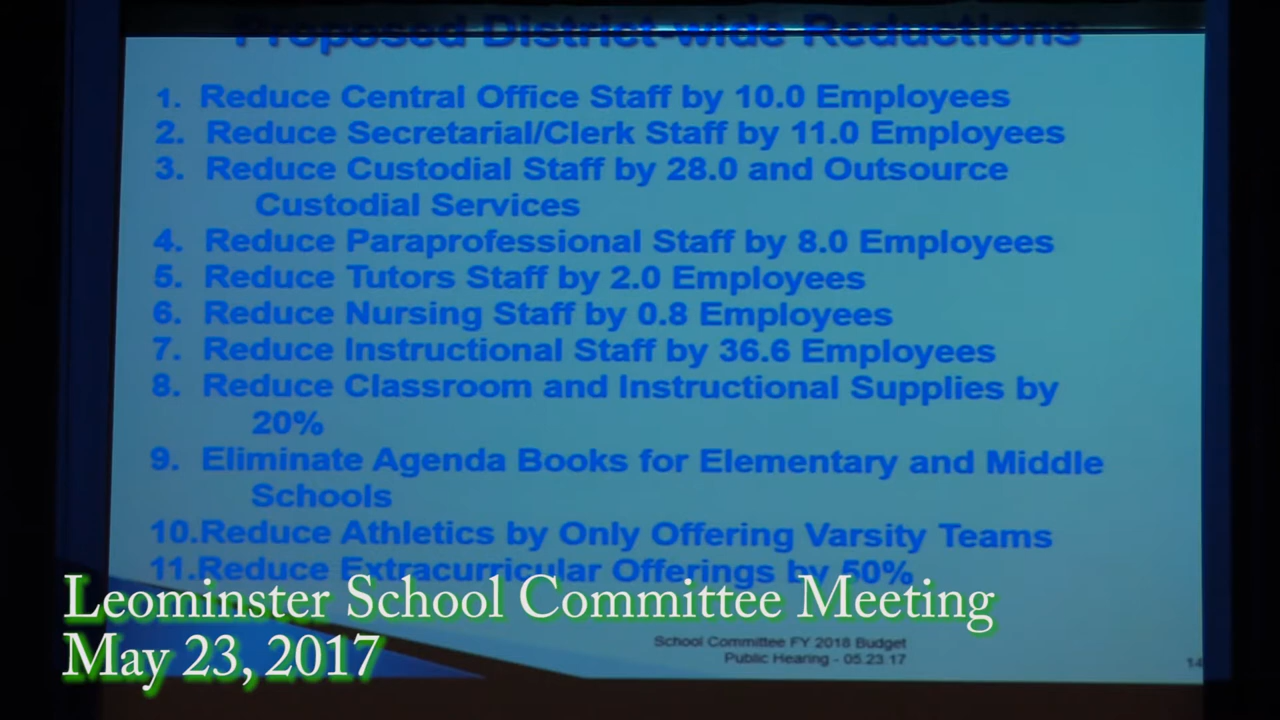 Proposed District-wide Reductions
1. Reduce Central Office Staff by 10.0 Employees
2. Reduce Secretarial/Clerk Staff by 11.0 Employees
3. Reduce Custodial Staff by 28.0 and Outsource
Custodial Services
4. Reduce Paraprofessional Staff by 8.0 Employees
5. Reduce Tutors Staff by 2.0 Employees
6. Reduce Nursing Staff by 0.8 Employees
7. Reduce Instructional Staff by 36.6 Employees
8. Reduce Classroom and Instructional Supplies by
20%
9. Eliminate Agenda Books for Elementary and Middle
Schools
10.Reduce Athletics by Only Offering Varsity Teams
11.Reduce Extracurricular Offerings by 50%
Leominster School Committee Meeting
May 23, 2017
School Committee FY 2018 Budget
Public Hearing - 05.23.17
14